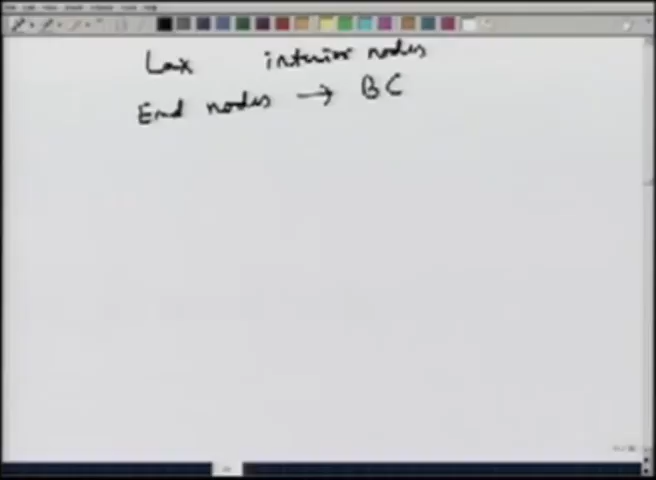 Lax interior nodes
End nodes → BC